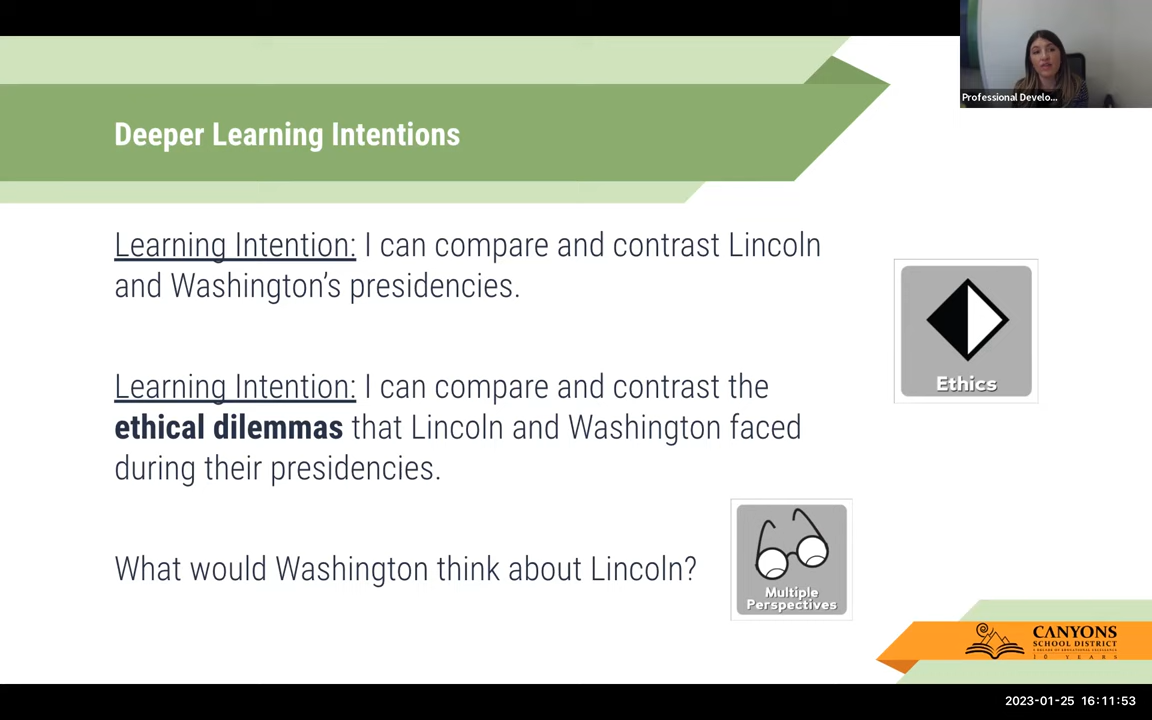 Professional Develo...
Deeper Learning Intentions
Learning Intention: I can compare and contrast Lincoln
and Washington’s presidencies.
Ethics
Learning Intention: I can compare and contrast the
ethical dilemmas that Lincoln and Washington faced
during their presidencies.
What would Washington think about Lincoln?
Multiple
Perspectives
CANYONS
SCHOOL DISTRICT
10 YEARS
2023-01-25 16:11:53